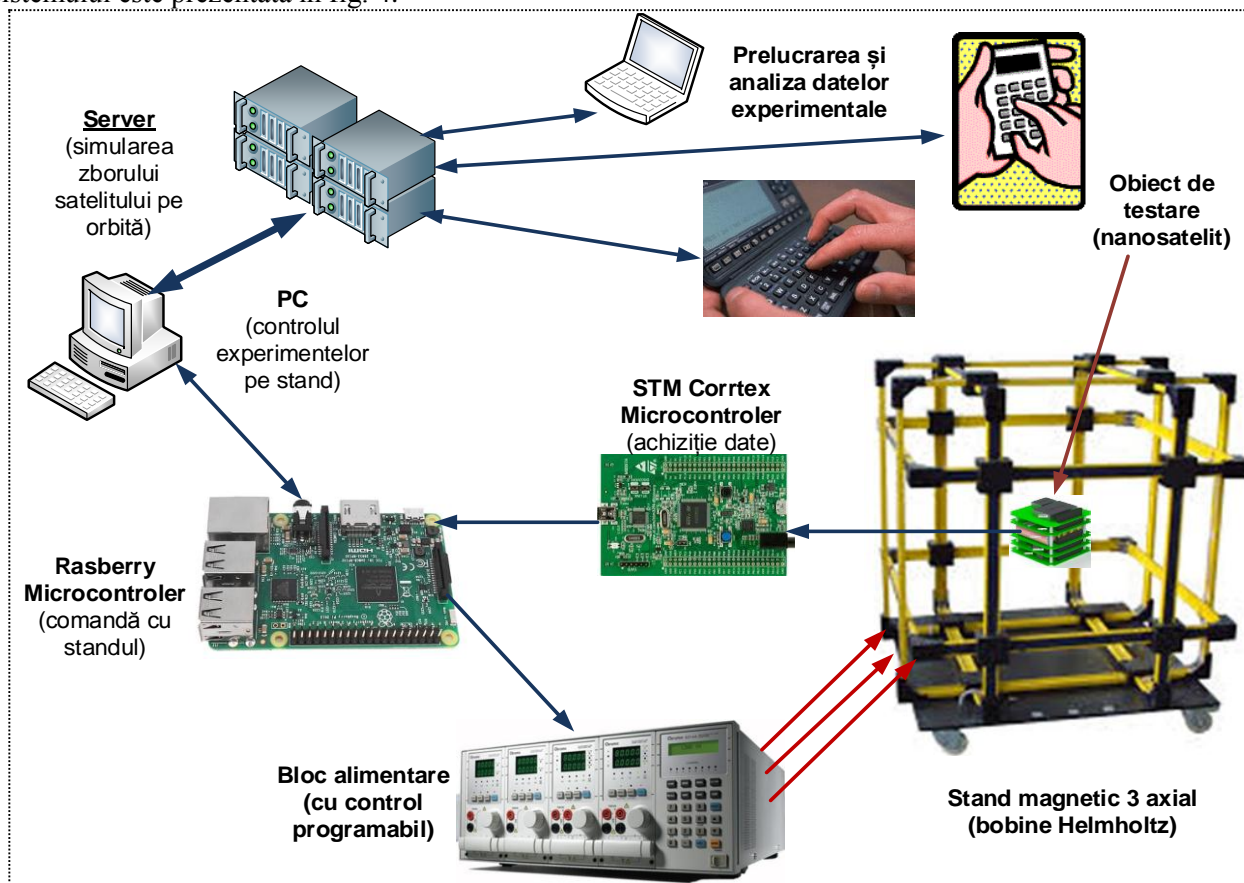 istemului este prezentată în fig. 4.
Prelucrarea și
analiza datelor
experimentale
Server
(simularea
zborului
satelitului pe
orbită)
Obiect de
testare
(nanosatelit)
PC
(controlul
experimentelor
pe stand)
STM Corrtex
Microcontroler
(achiziție date)
Rasberry
Microcontroler
(comandă cu
standul)
Bloc alimentare
(cu control
programabil)
Stand magnetic 3 axial
(bobine Helmholtz)